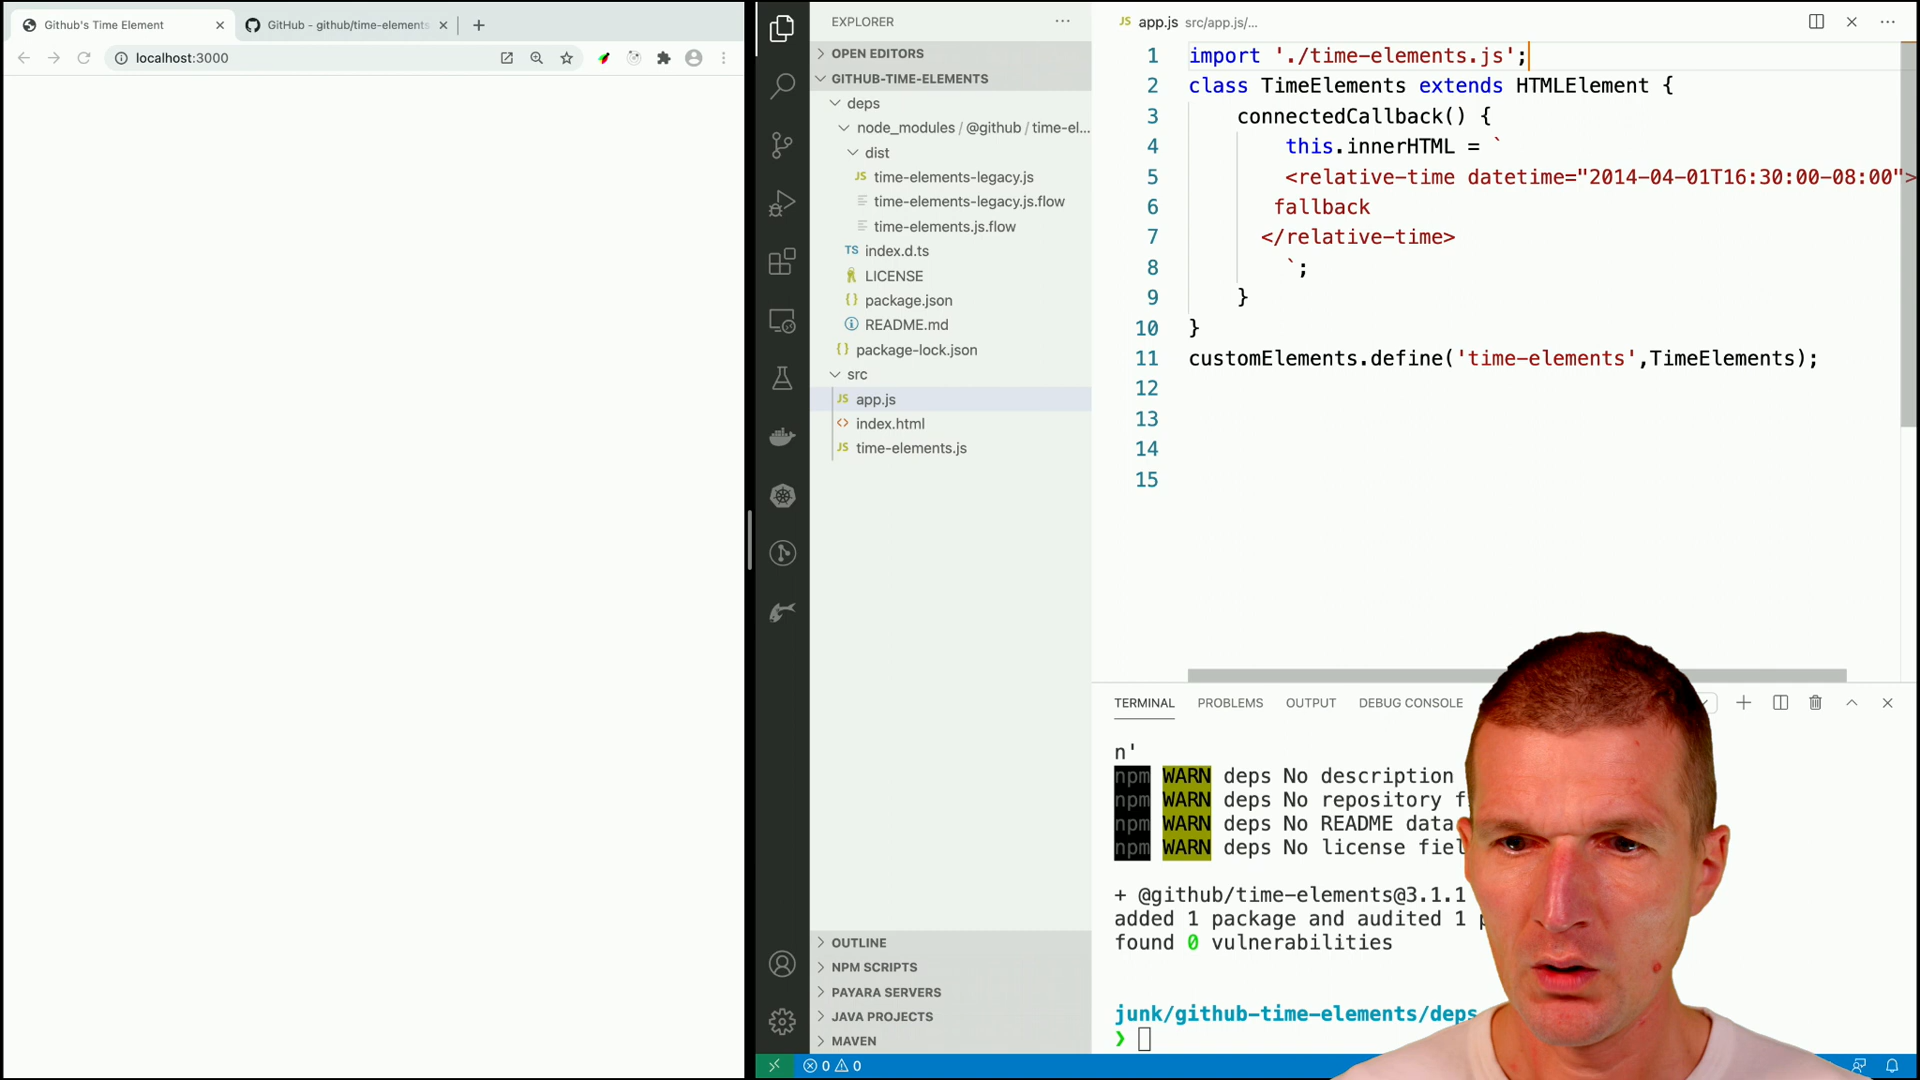 Github's Time Element
GitHub - github/time-elements
localhost:3000
EXPLORER
OPEN EDITORS
GITHUB-TIME-ELEMENTS
deps
node_modules / @github / time-el...
dist
time-elements-legacy.js
time-elements-legacy.js.flow
time-elements.js.flow
TS index.d.ts
LICENSE
{} package.json
README.md
{} package-lock.json
src
JS app.js
<> index.html
JS time-elements.js
OUTLINE
NPM SCRIPTS
PAYARA SERVERS
JAVA PROJECTS
MAVEN
JS app.js src/app.js/...
1 import './time-elements.js';
2 class TimeElements extends HTMLElement {
3 connectedCallback() {
4 this.innerHTML = `
5 <relative-time datetime="2014-04-01T16:30:00-08:00">
6 fallback
7 </relative-time>
8 `;
9 }
10 }
11 customElements.define('time-elements',TimeElements);
12
13
14
15
TERMINAL PROBLEMS OUTPUT DEBUG CONSOLE
n'
npm WARN deps No description
npm WARN deps No repository f
npm WARN deps No README data
npm WARN deps No license fiel
+ @github/time-elements@3.1.1
added 1 package and audited 1 p
found 0 vulnerabilities
junk/github-time-elements/deps
❯
0 0